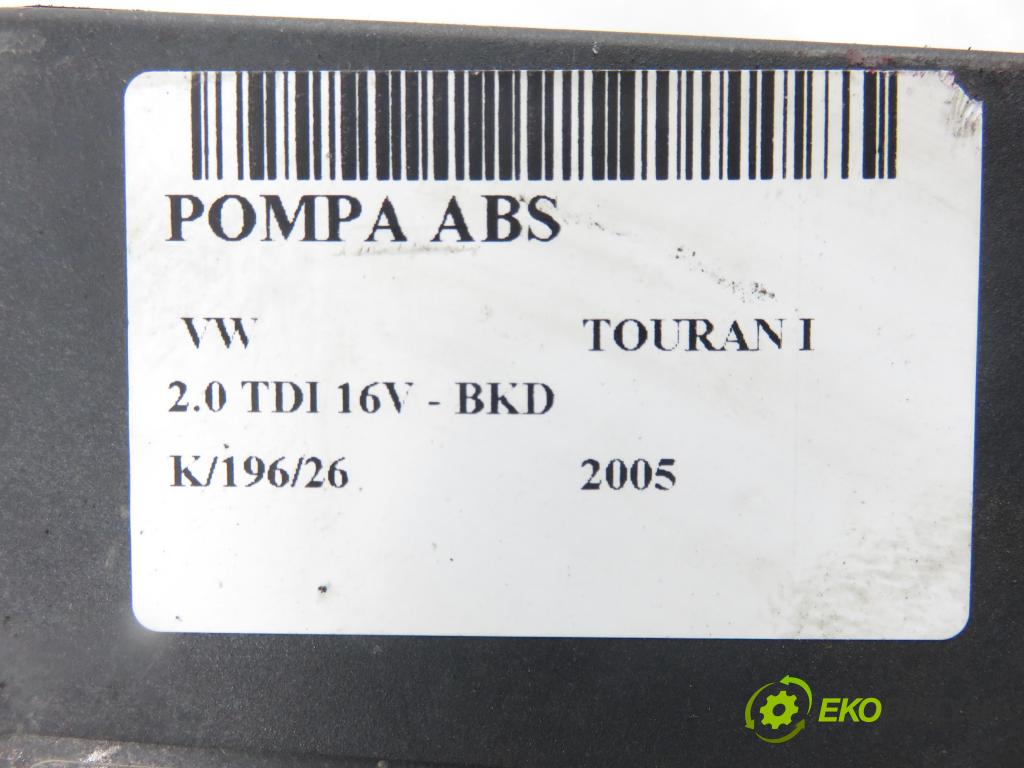 POMPA ABS
VW TOURAN I
2.0 TDI 16V - BKD
K/196/26 2005
EKO